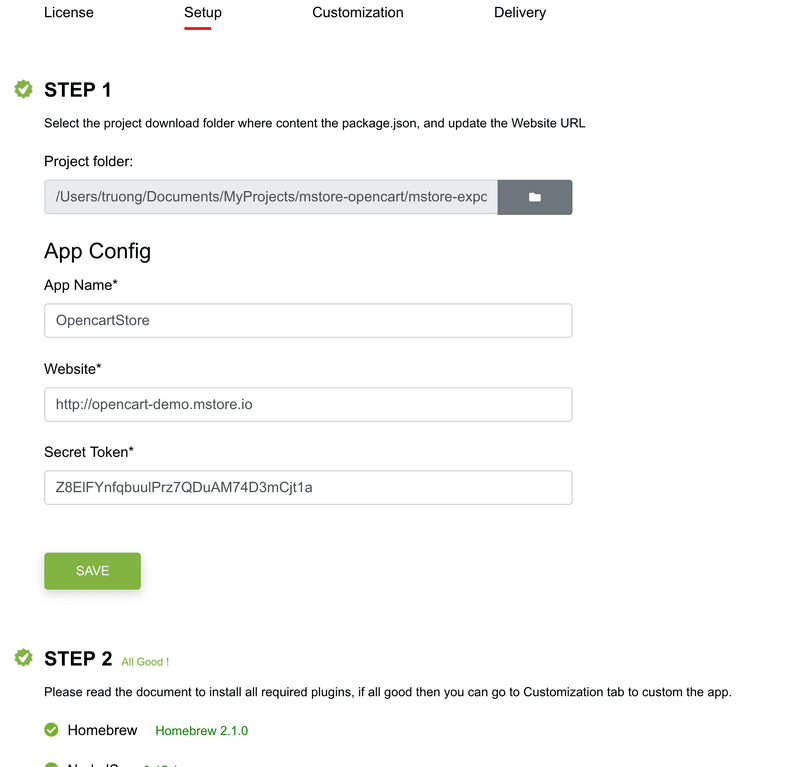 License Setup Customization Delivery
STEP 1
Select the project download folder where content the package.json, and update the Website URL
Project folder:
/Users/truong/Documents/MyProjects/mstore-opencart/mstore-expo
App Config
App Name*
OpencartStore
Website*
http://opencart-demo.mstore.io
Secret Token*
Z8ElFYnfqbuulPrz7QDuAM74D3mCjt1a
SAVE
STEP 2 All Good !
Please read the document to install all required plugins, if all good then you can go to Customization tab to custom the app.
Homebrew Homebrew 2.1.0